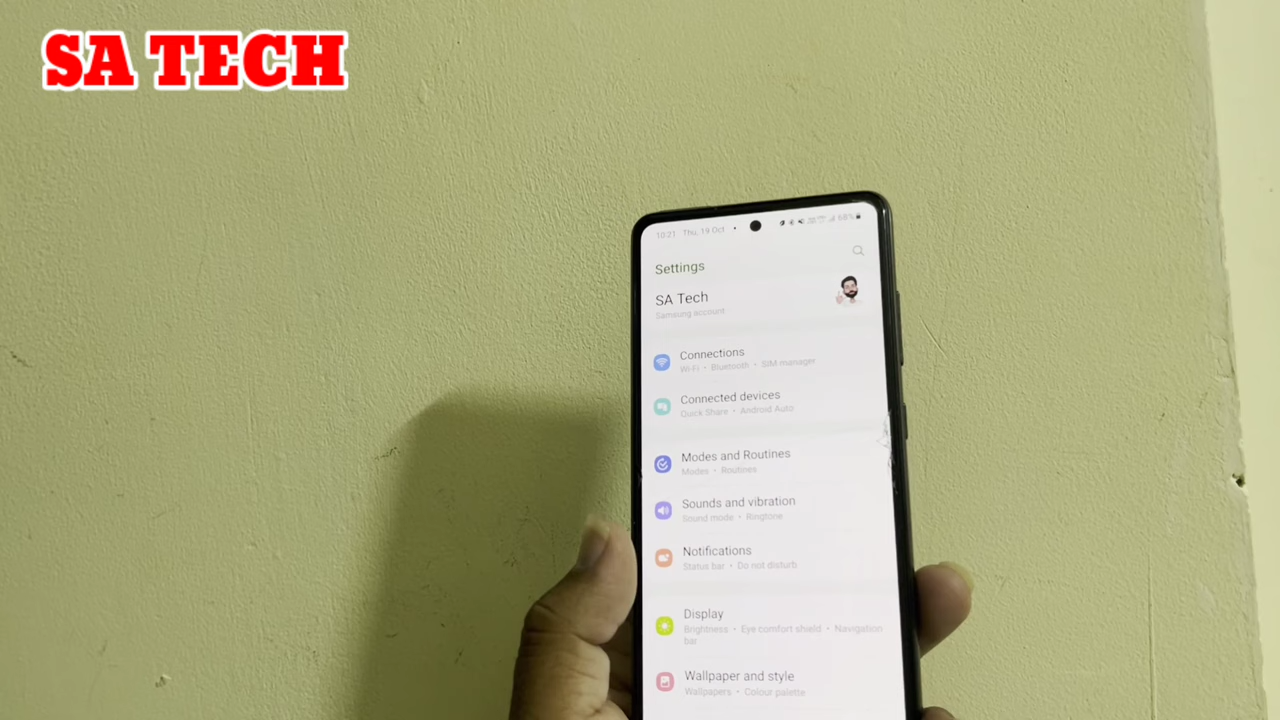 SA TECH
10:21 Thu, 19 Oct
68%
Settings
SA Tech
Samsung account
Connections
Wi-Fi • Bluetooth • SIM manager
Connected devices
Quick Share • Android Auto
Modes and Routines
Modes • Routines
Sounds and vibration
Sound mode • Ringtone
Notifications
Status bar • Do not disturb
Display
Brightness • Eye comfort shield • Navigation
bar
Wallpaper and style
Wallpapers • Colour palette